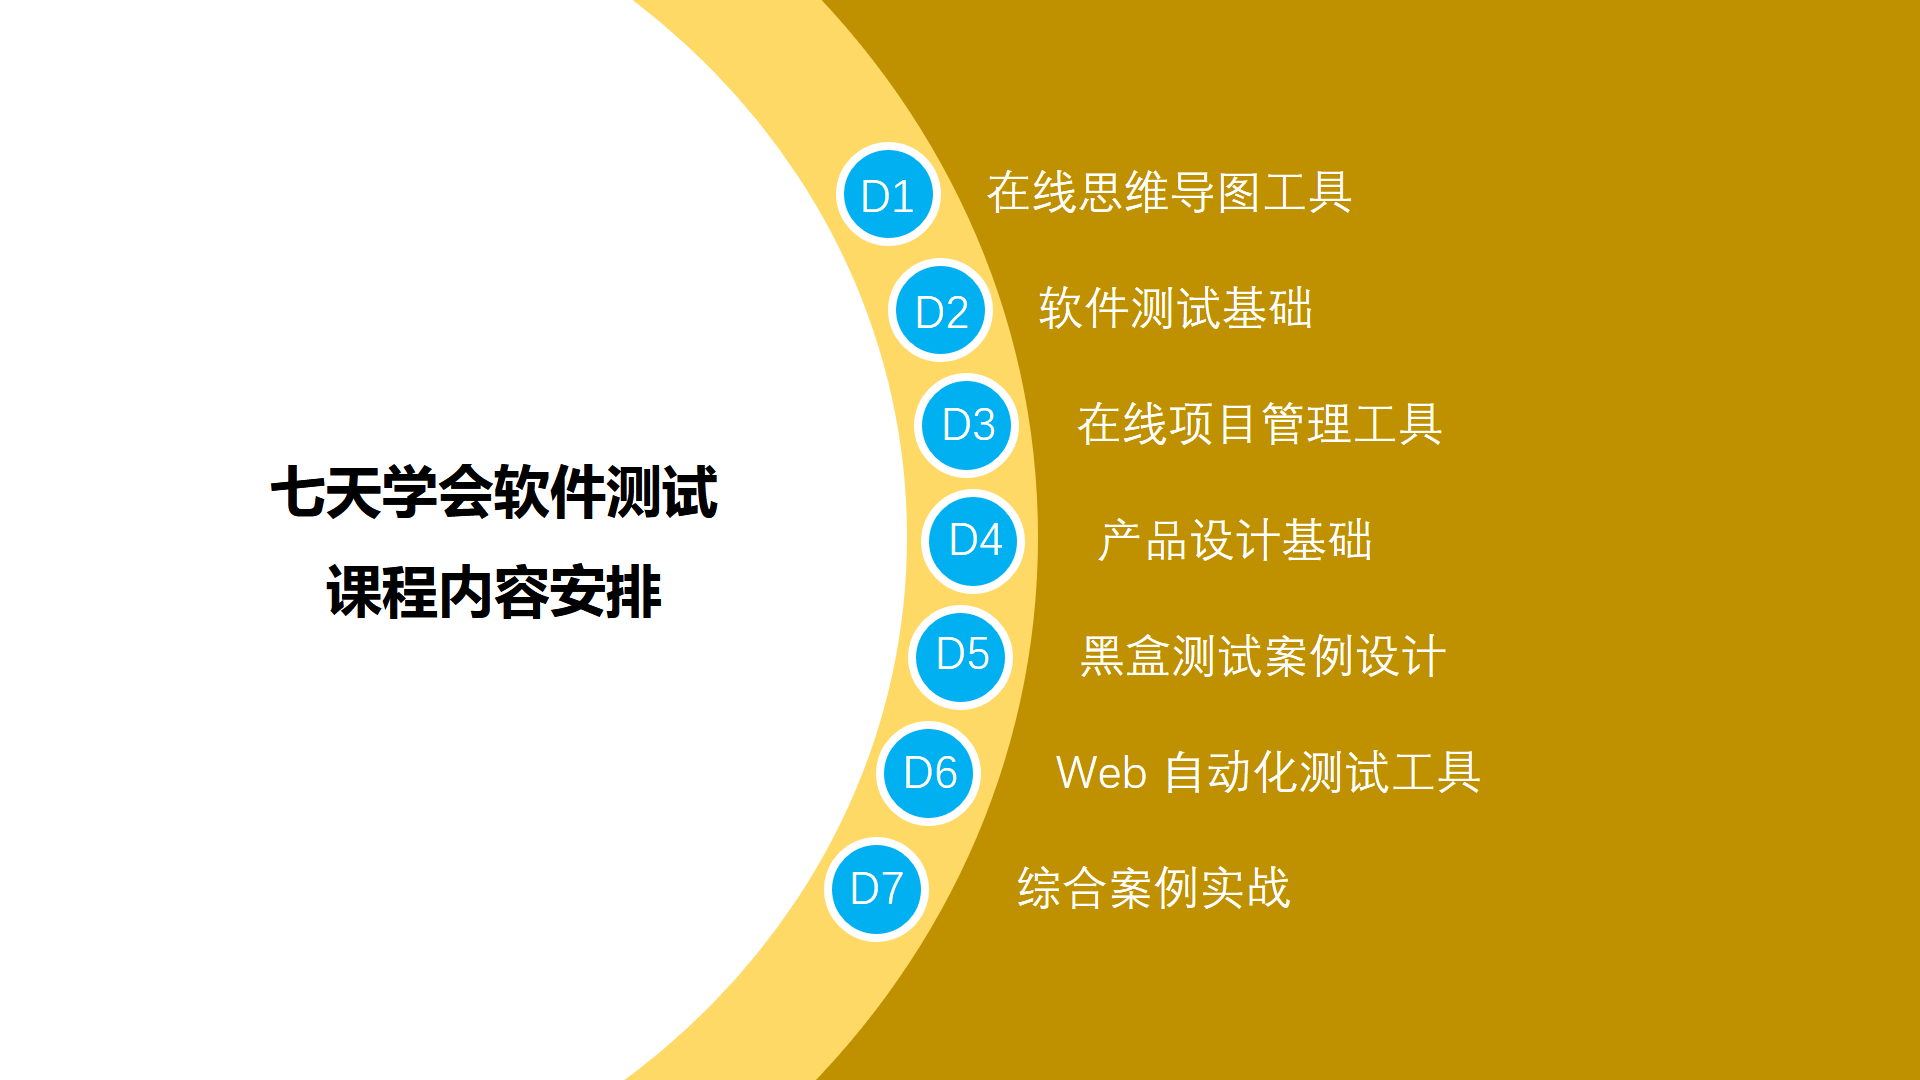 七天学会软件测试
课程内容安排
D1 在线思维导图工具
D2 软件测试基础
D3 在线项目管理工具
D4 产品设计基础
D5 黑盒测试案例设计
D6 Web 自动化测试工具
D7 综合案例实战